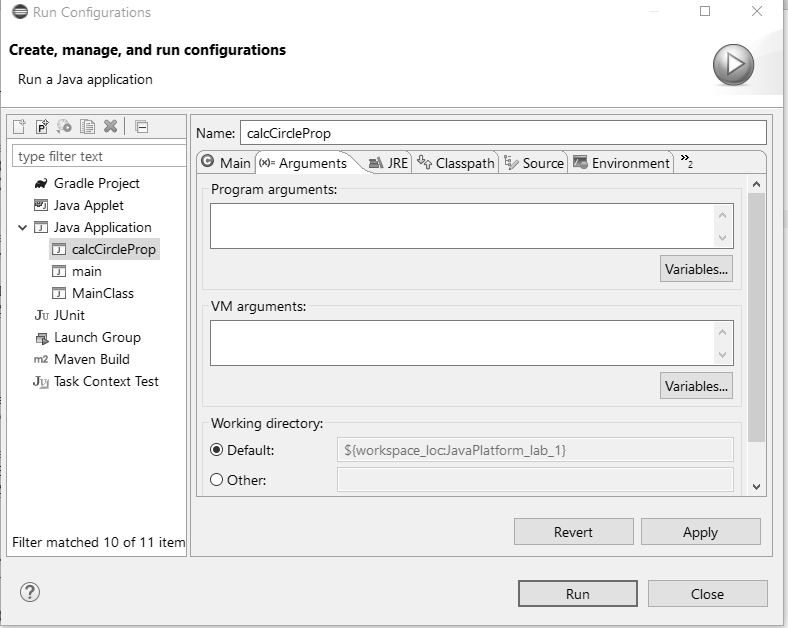 Run Configurations
Create, manage, and run configurations
Run a Java application
type filter text
Gradle Project
Java Applet
Java Application
calcCircleProp
main
MainClass
JUnit
Launch Group
Maven Build
Task Context Test
Filter matched 10 of 11 item
Name: calcCircleProp
Main (x)= Arguments JRE Classpath Source Environment »2
Program arguments:
Variables...
VM arguments:
Variables...
Working directory:
Default: ${workspace_loc:JavaPlatform_lab_1}
Other:
Revert Apply
Run Close